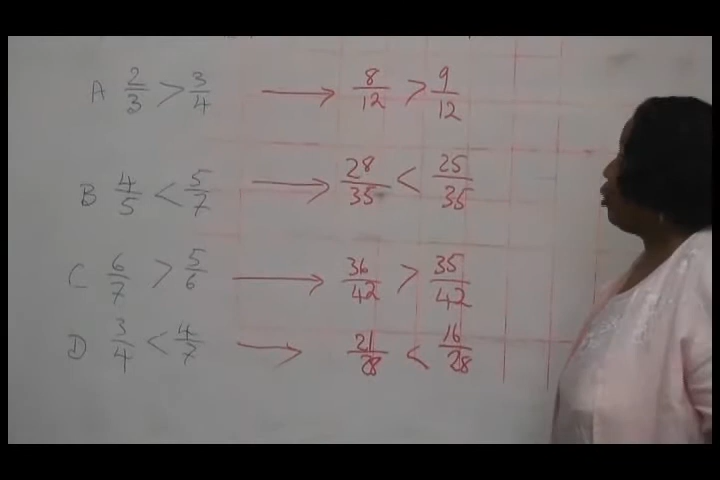 A 2/3 > 3/4 → 8/12 > 9/12
B 4/5 < 5/7 → 28/35 < 25/35
C 6/7 > 5/6 → 36/42 > 35/42
D 3/4 < 4/7 → 21/28 < 16/28